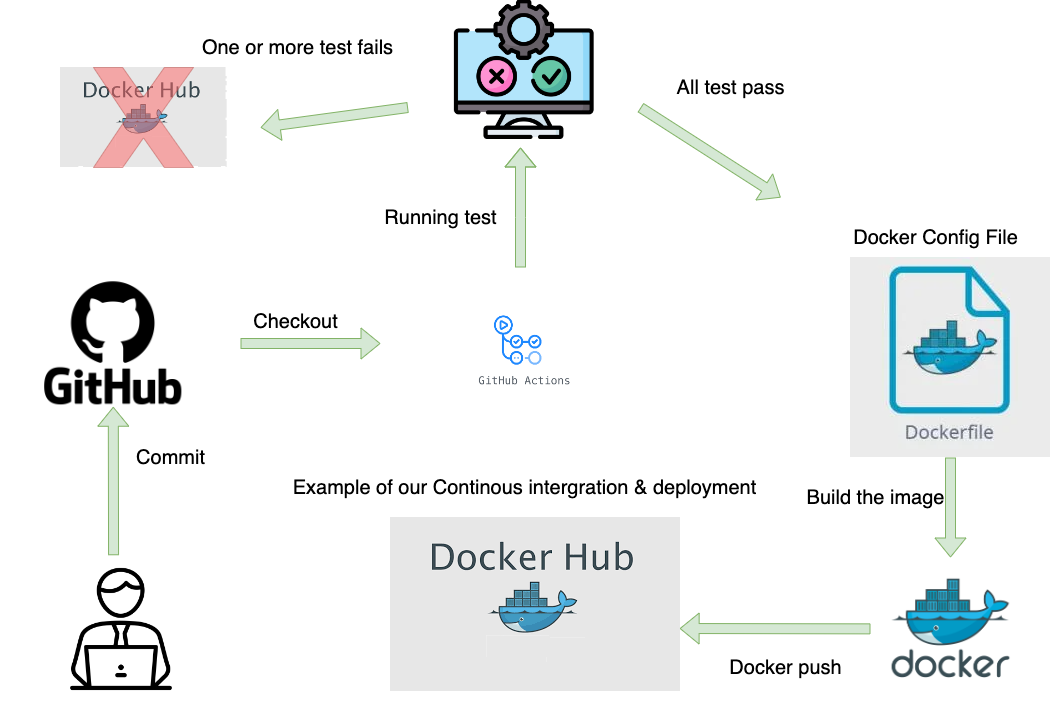 One or more test fails
Docker Hub
All test pass
Running test
Docker Config File
Checkout
GitHub
GitHub Actions
Dockerfile
Commit
Example of our Continous intergration & deployment
Build the image
Docker Hub
Docker push
docker